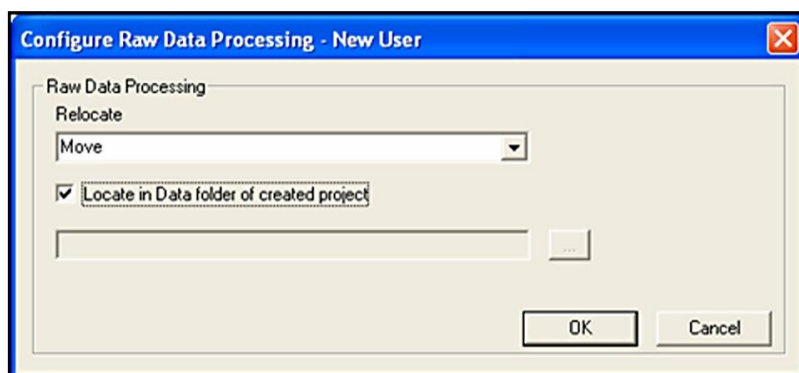 Configure Raw Data Processing - New User
Raw Data Processing
Relocate
Move
Locate in Data folder of created project
...
OK Cancel